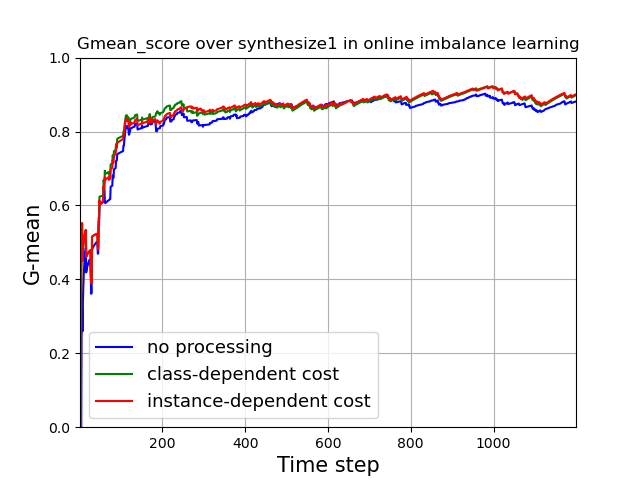 Gmean_score over synthesize1 in online imbalance learning
1.0
0.8
0.6
0.4
0.2
0.0
G-mean
no processing
class-dependent cost
instance-dependent cost
200 400 600 800 1000
Time step